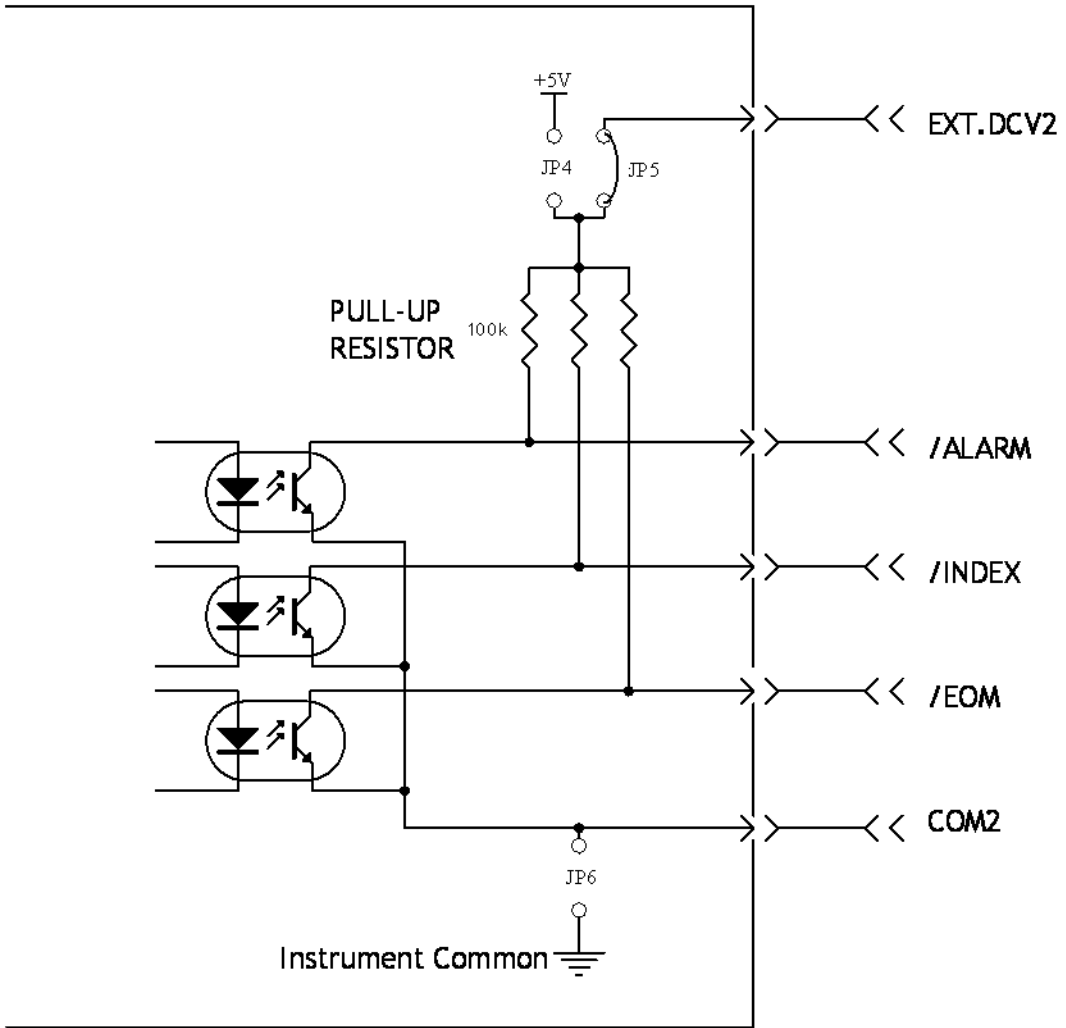 +5V
EXT.DCV2
JP4
JP5
PULL-UP
RESISTOR
100k
/ALARM
/INDEX
/EOM
COM2
JP6
Instrument Common